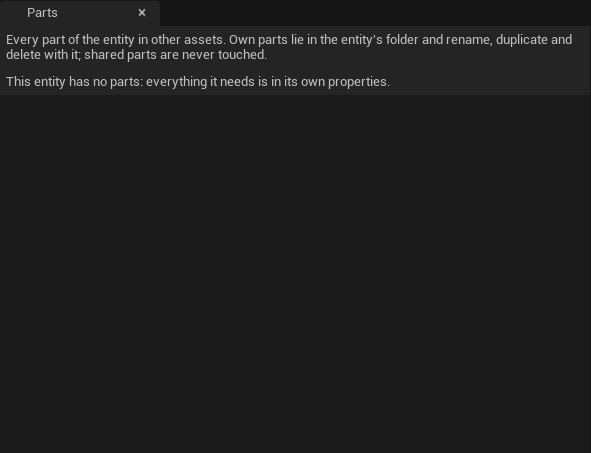 Parts
Every part of the entity in other assets. Own parts lie in the entity's folder and rename, duplicate and
delete with it; shared parts are never touched.
This entity has no parts: everything it needs is in its own properties.